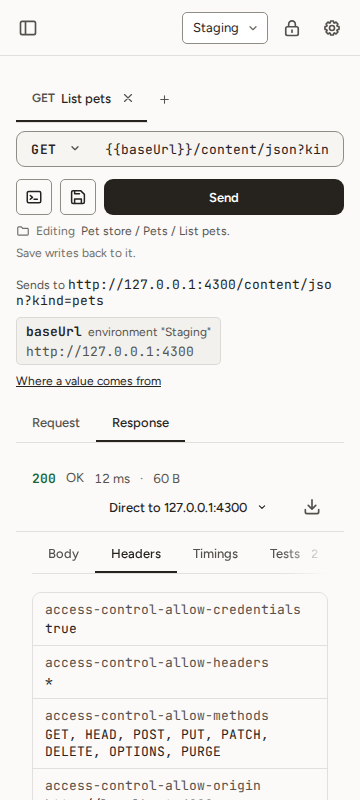 Staging
GET List pets
GET {{baseUrl}}/content/json?kin
Send
Editing Pet store / Pets / List pets.
Save writes back to it.
Sends to http://127.0.0.1:4300/content/jso
n?kind=pets
baseUrl environment "Staging"
http://127.0.0.1:4300
Where a value comes from
Request Response
200 OK 12 ms · 60 B
Direct to 127.0.0.1:4300
Body Headers Timings Tests 2
access-control-allow-credentials
true
access-control-allow-headers
*
access-control-allow-methods
GET, HEAD, POST, PUT, PATCH,
DELETE, OPTIONS, PURGE
access-control-allow-origin